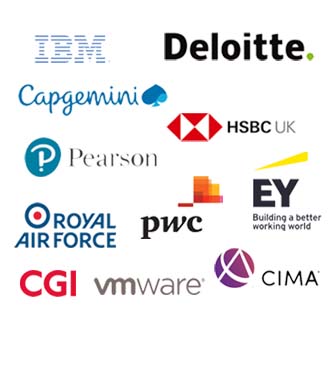 IBM
Deloitte.
Capgemini
HSBC UK
Pearson
EY
Building a better
working world
ROYAL
AIR FORCE
pwc
CGI
vmware®
CIMA